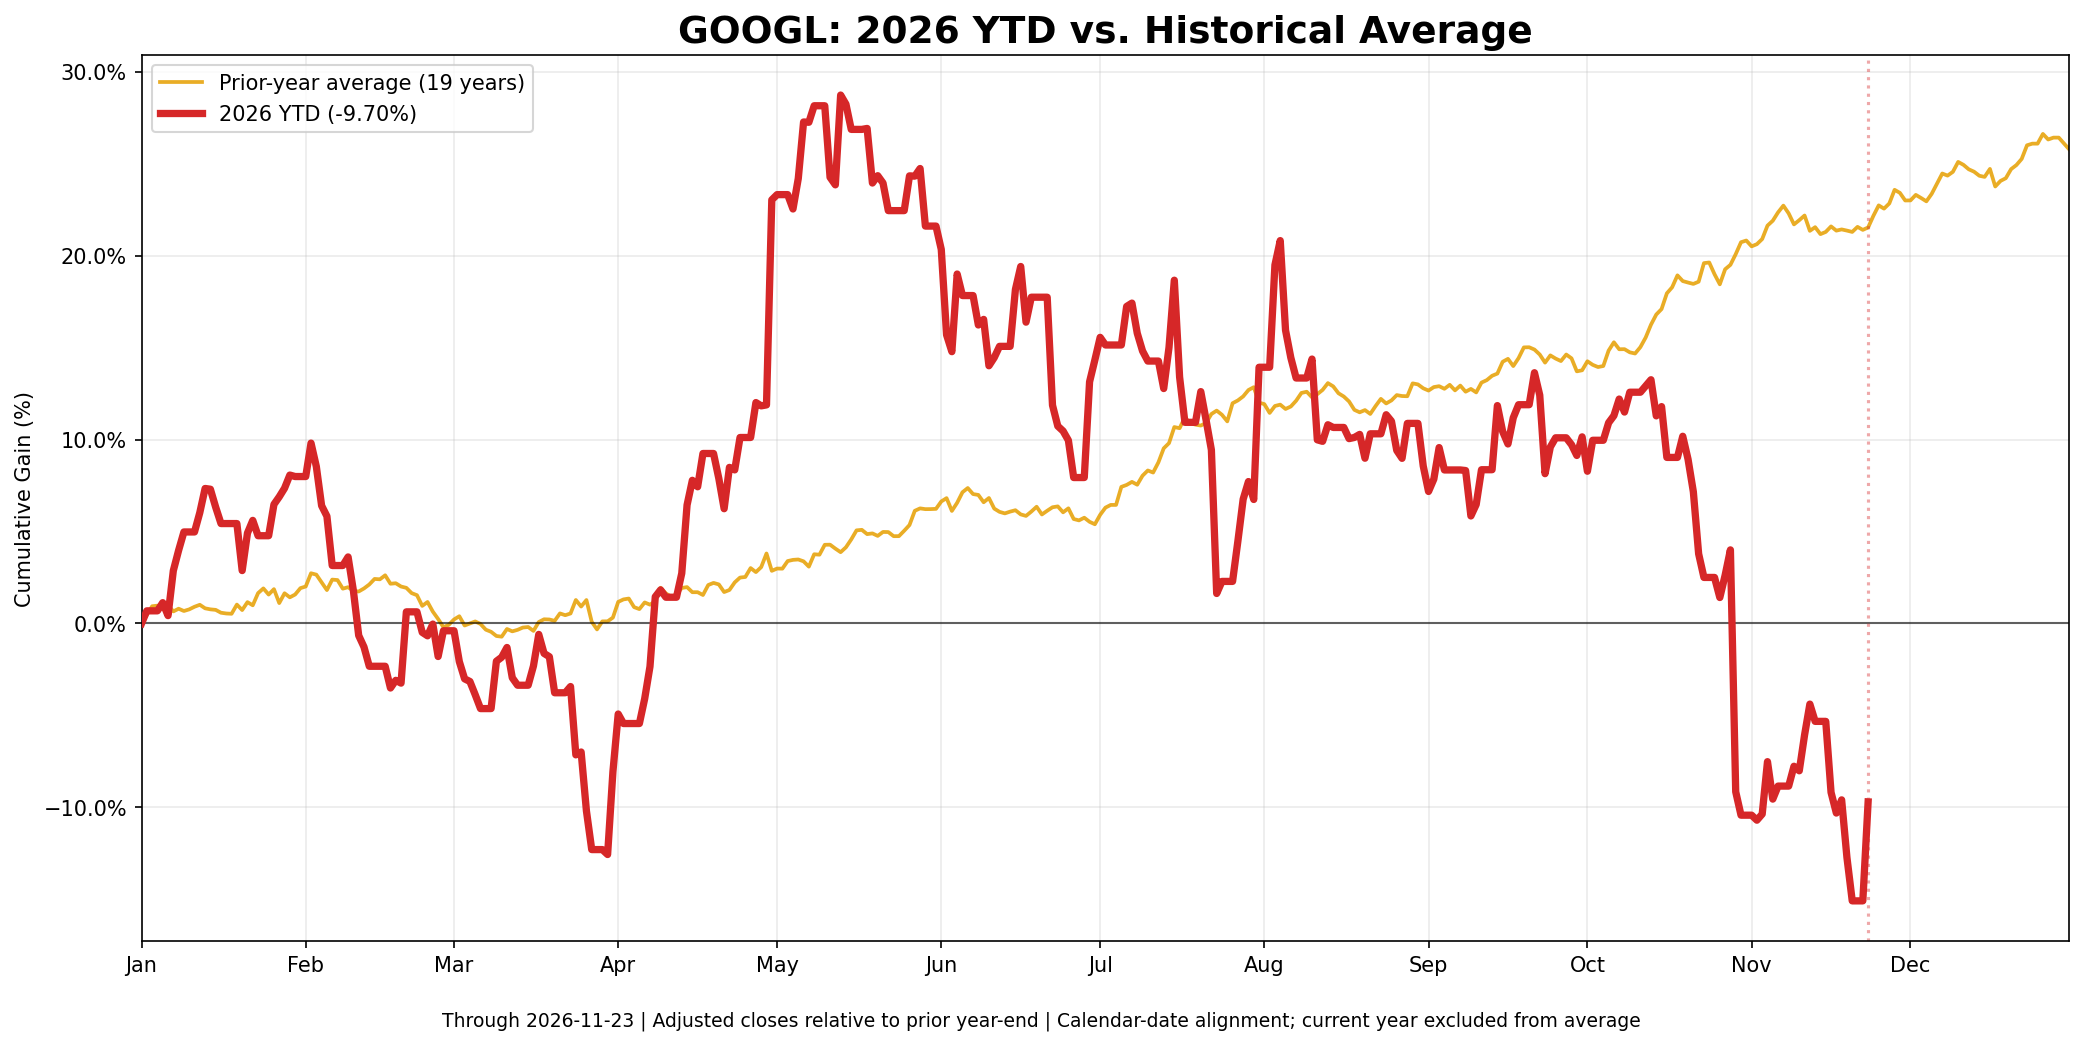 GOOGL: 2026 YTD vs. Historical Average
Prior-year average (19 years)
2026 YTD (-9.70%)
Cumulative Gain (%)
30.0%
20.0%
10.0%
0.0%
−10.0%
Jan Feb Mar Apr May Jun Jul Aug Sep Oct Nov Dec
Through 2026-11-23 | Adjusted closes relative to prior year-end | Calendar-date alignment; current year excluded from average